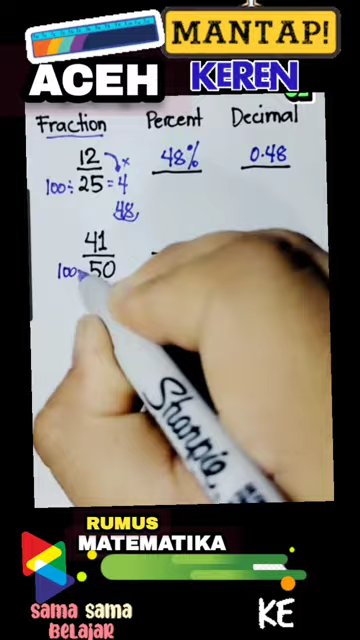 MANTAP!
ACEH KEREN
Fraction Percent Decimal
12/25 48% 0.48
100÷ 25 = 4 ×
48
41/50
100
Sharpie
RUMUS
MATEMATIKA
SAMA SAMA
BELAJAR
KE